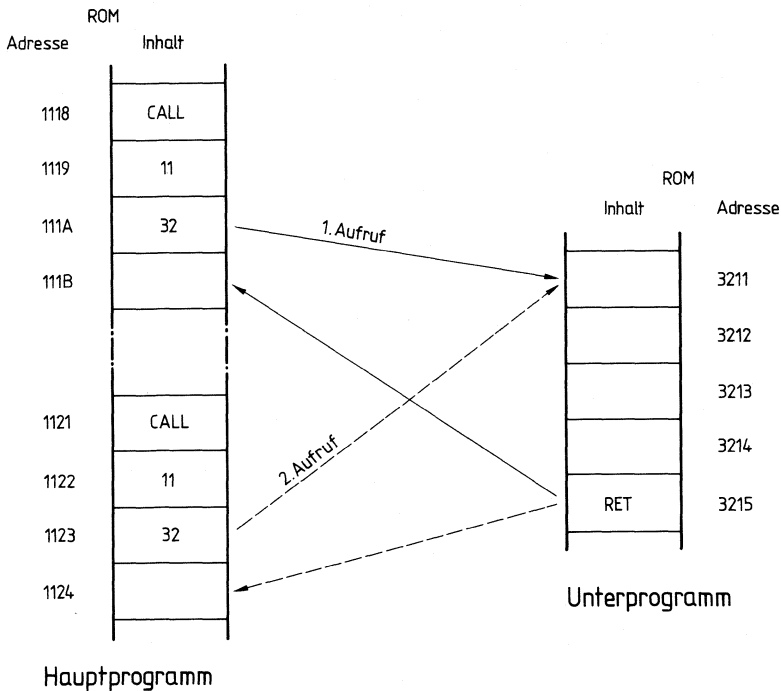 ROM
Adresse Inhalt
1118 CALL
1119 11
111A 32
111B
1121 CALL
1122 11
1123 32
1124
Hauptprogramm
1.Aufruf
2.Aufruf
ROM
Inhalt Adresse
3211
3212
3213
3214
RET 3215
Unterprogramm